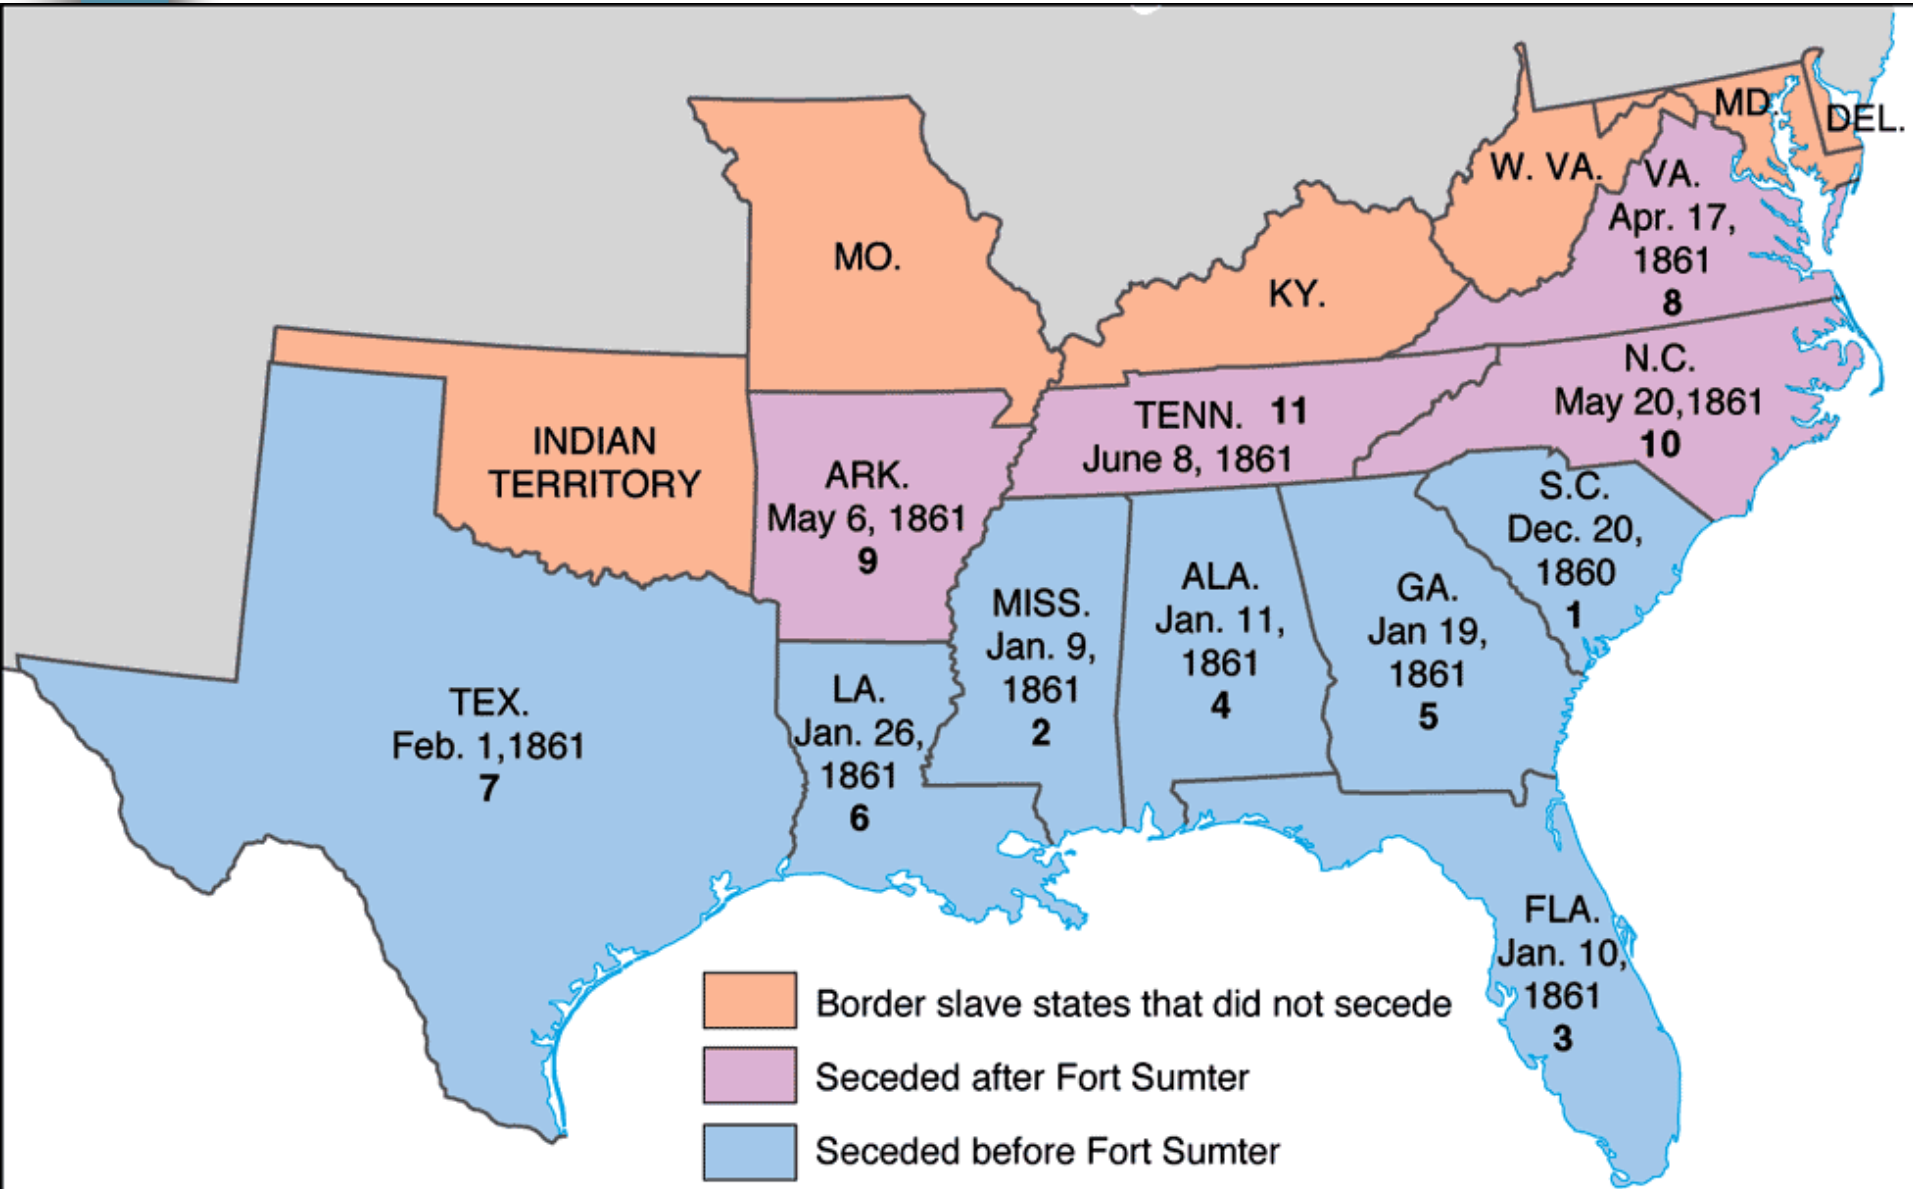 MD.
DEL.
W. VA.
VA.
Apr. 17,
1861
8
MO.
KY.
N.C.
May 20,1861
10
TENN. 11
June 8, 1861
INDIAN
TERRITORY
ARK.
May 6, 1861
9
S.C.
Dec. 20,
1860
1
MISS.
Jan. 9,
1861
2
ALA.
Jan. 11,
1861
4
GA.
Jan 19,
1861
5
TEX.
Feb. 1,1861
7
LA.
Jan. 26,
1861
6
FLA.
Jan. 10,
1861
3
Border slave states that did not secede
Seceded after Fort Sumter
Seceded before Fort Sumter